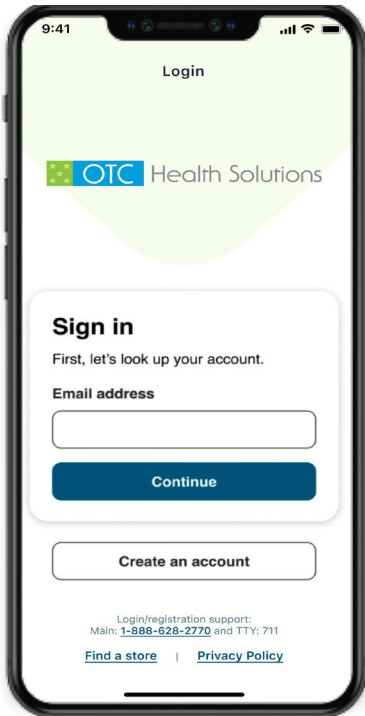 9:41
Login
OTC Health Solutions
Sign in
First, let's look up your account.
Email address
Continue
Create an account
Login/registration support:
Main: 1-888-628-2770 and TTY: 711
Find a store | Privacy Policy